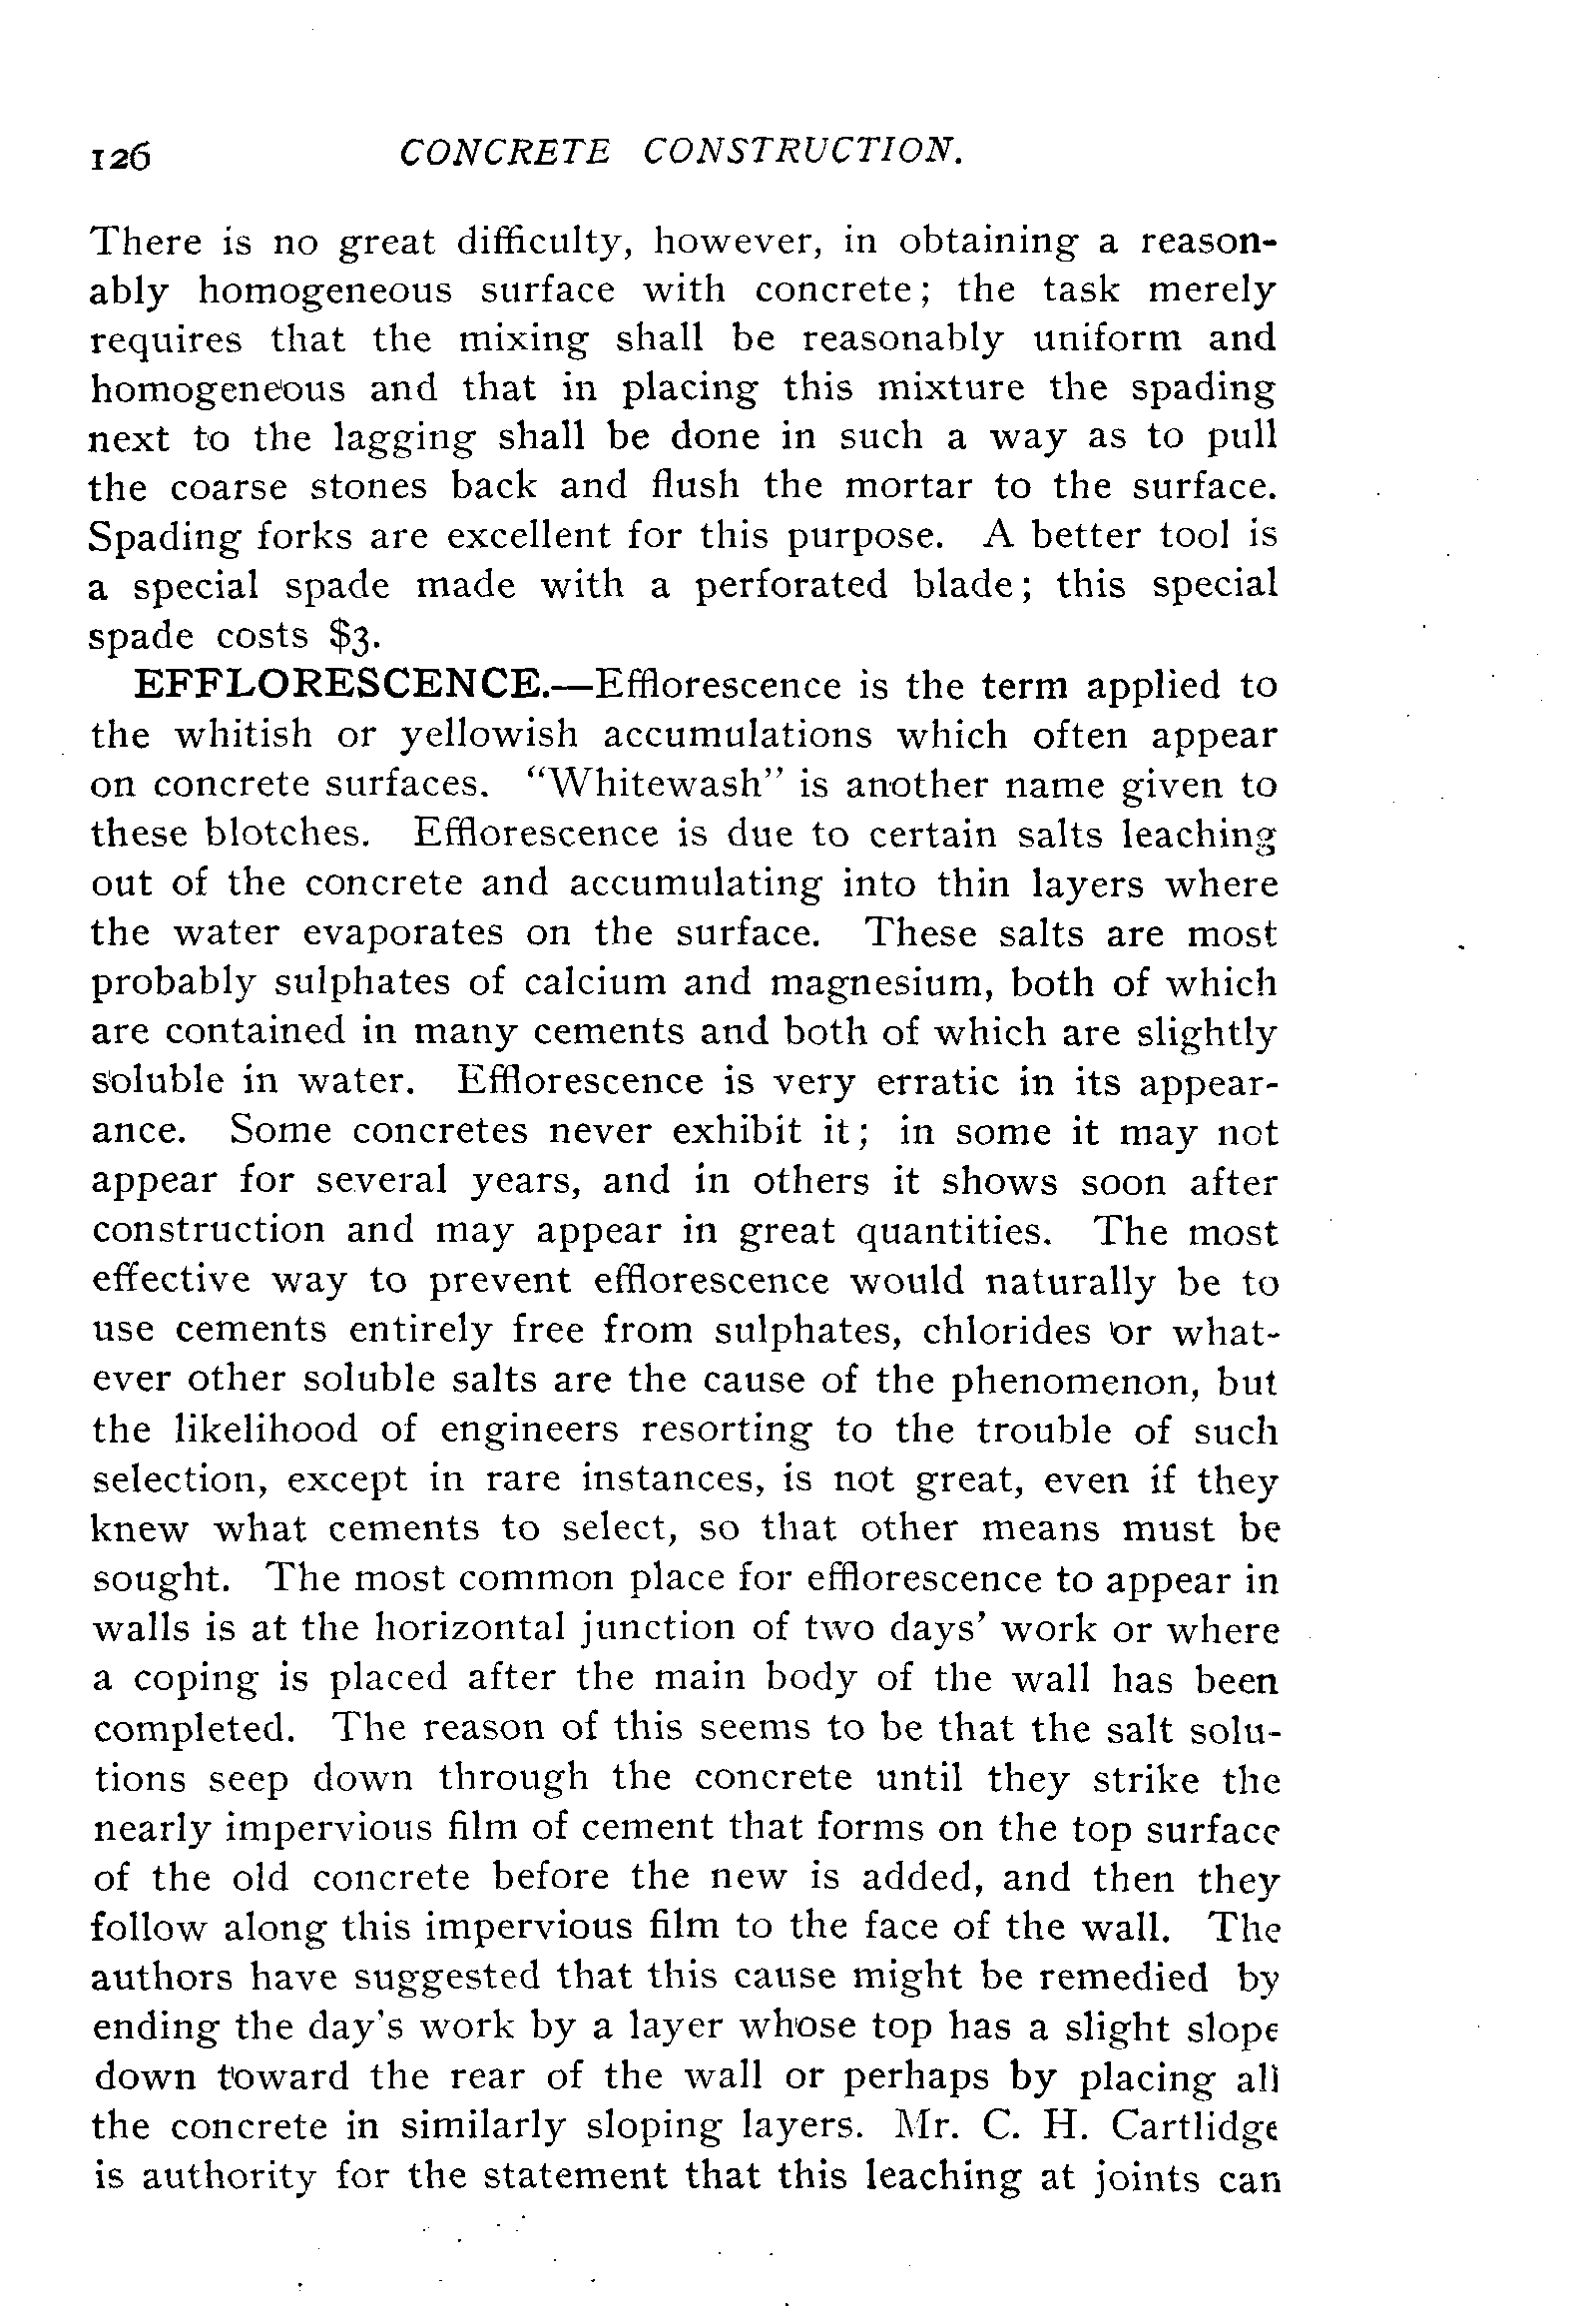 126 CONCRETE CONSTRUCTION.
There is no great difficulty, however, in obtaining a reason-
ably homogeneous surface with concrete; the task merely
requires that the mixing shall be reasonably uniform and
homogeneous and that in placing this mixture the spading
next to the lagging shall be done in such a way as to pull
the coarse stones back and flush the mortar to the surface.
Spading forks are excellent for this purpose. A better tool is
a special spade made with a perforated blade; this special
spade costs $3.
EFFLORESCENCE.—Efflorescence is the term applied to
the whitish or yellowish accumulations which often appear
on concrete surfaces. "Whitewash" is another name given to
these blotches. Efflorescence is due to certain salts leaching
out of the concrete and accumulating into thin layers where
the water evaporates on the surface. These salts are most
probably sulphates of calcium and magnesium, both of which
are contained in many cements and both of which are slightly
soluble in water. Efflorescence is very erratic in its appear-
ance. Some concretes never exhibit it; in some it may not
appear for several years, and in others it shows soon after
construction and may appear in great quantities. The most
effective way to prevent efflorescence would naturally be to
use cements entirely free from sulphates, chlorides or what-
ever other soluble salts are the cause of the phenomenon, but
the likelihood of engineers resorting to the trouble of such
selection, except in rare instances, is not great, even if they
knew what cements to select, so that other means must be
sought. The most common place for efflorescence to appear in
walls is at the horizontal junction of two days' work or where
a coping is placed after the main body of the wall has been
completed. The reason of this seems to be that the salt solu-
tions seep down through the concrete until they strike the
nearly impervious film of cement that forms on the top surface
of the old concrete before the new is added, and then they
follow along this impervious film to the face of the wall. The
authors have suggested that this cause might be remedied by
ending the day's work by a layer whose top has a slight slope
down toward the rear of the wall or perhaps by placing all
the concrete in similarly sloping layers. Mr. C. H. Cartlidge
is authority for the statement that this leaching at joints can